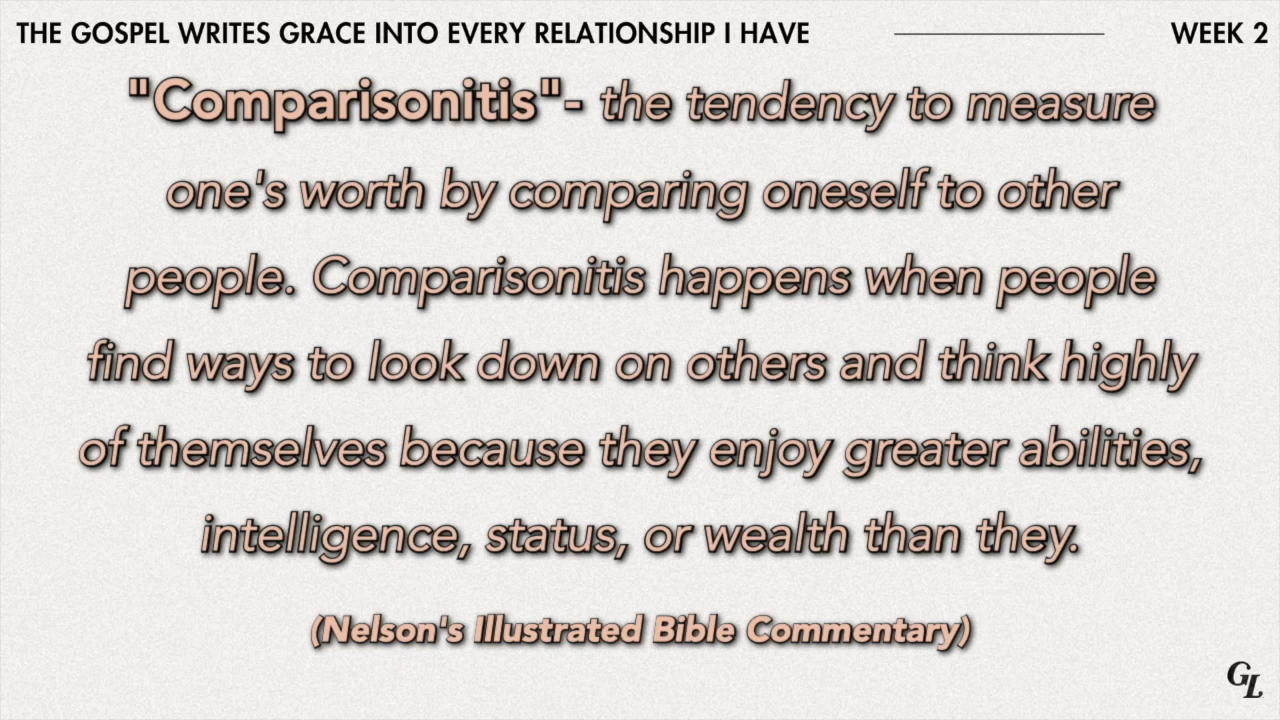 THE GOSPEL WRITES GRACE INTO EVERY RELATIONSHIP I HAVE WEEK 2
"Comparisonitis"- the tendency to measure
one's worth by comparing oneself to other
people. Comparisonitis happens when people
find ways to look down on others and think highly
of themselves because they enjoy greater abilities,
intelligence, status, or wealth than they.
(Nelson's Illustrated Bible Commentary)
GL